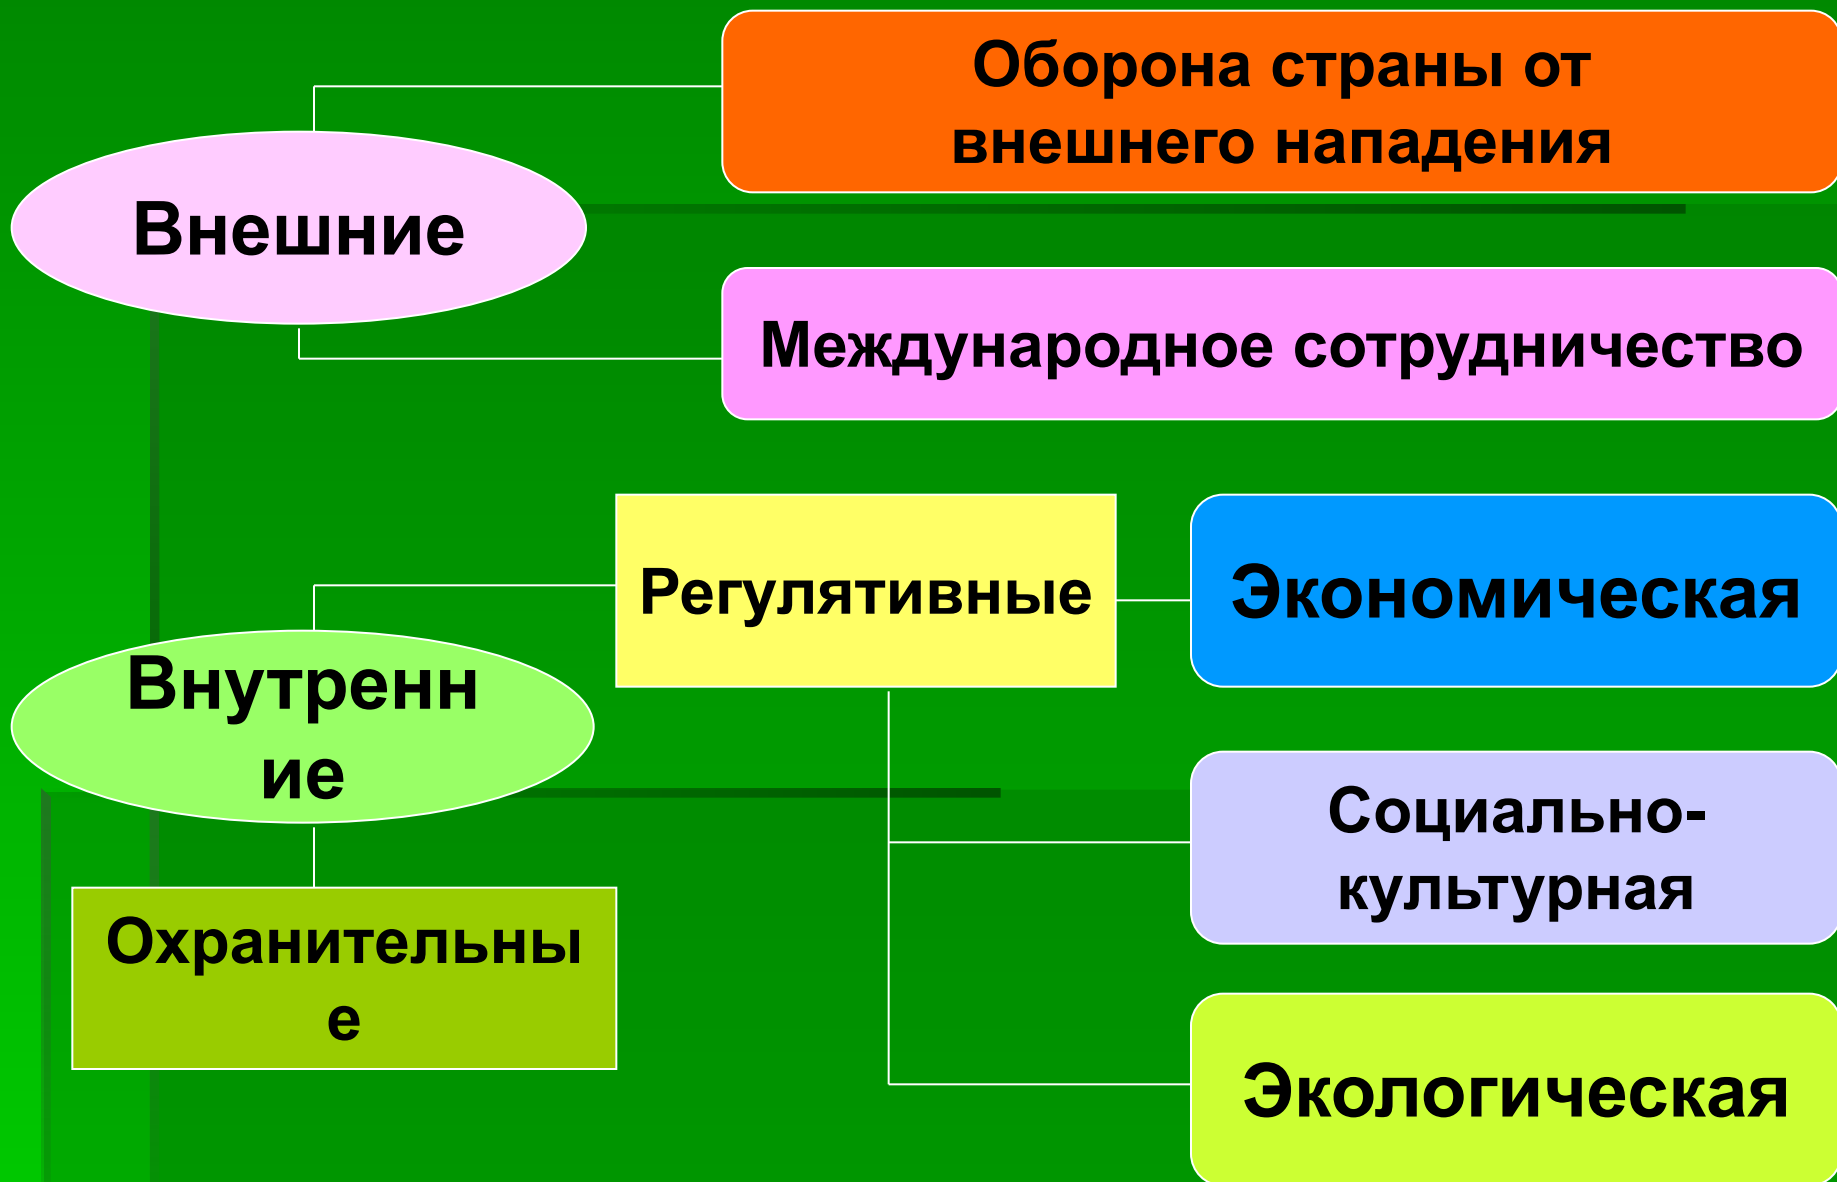 Оборона страны от
внешнего нападения
Внешние
Международное сотрудничество
Регулятивные
Экономическая
Внутренн
ие
Социально-
культурная
Охранительны
е
Экологическая